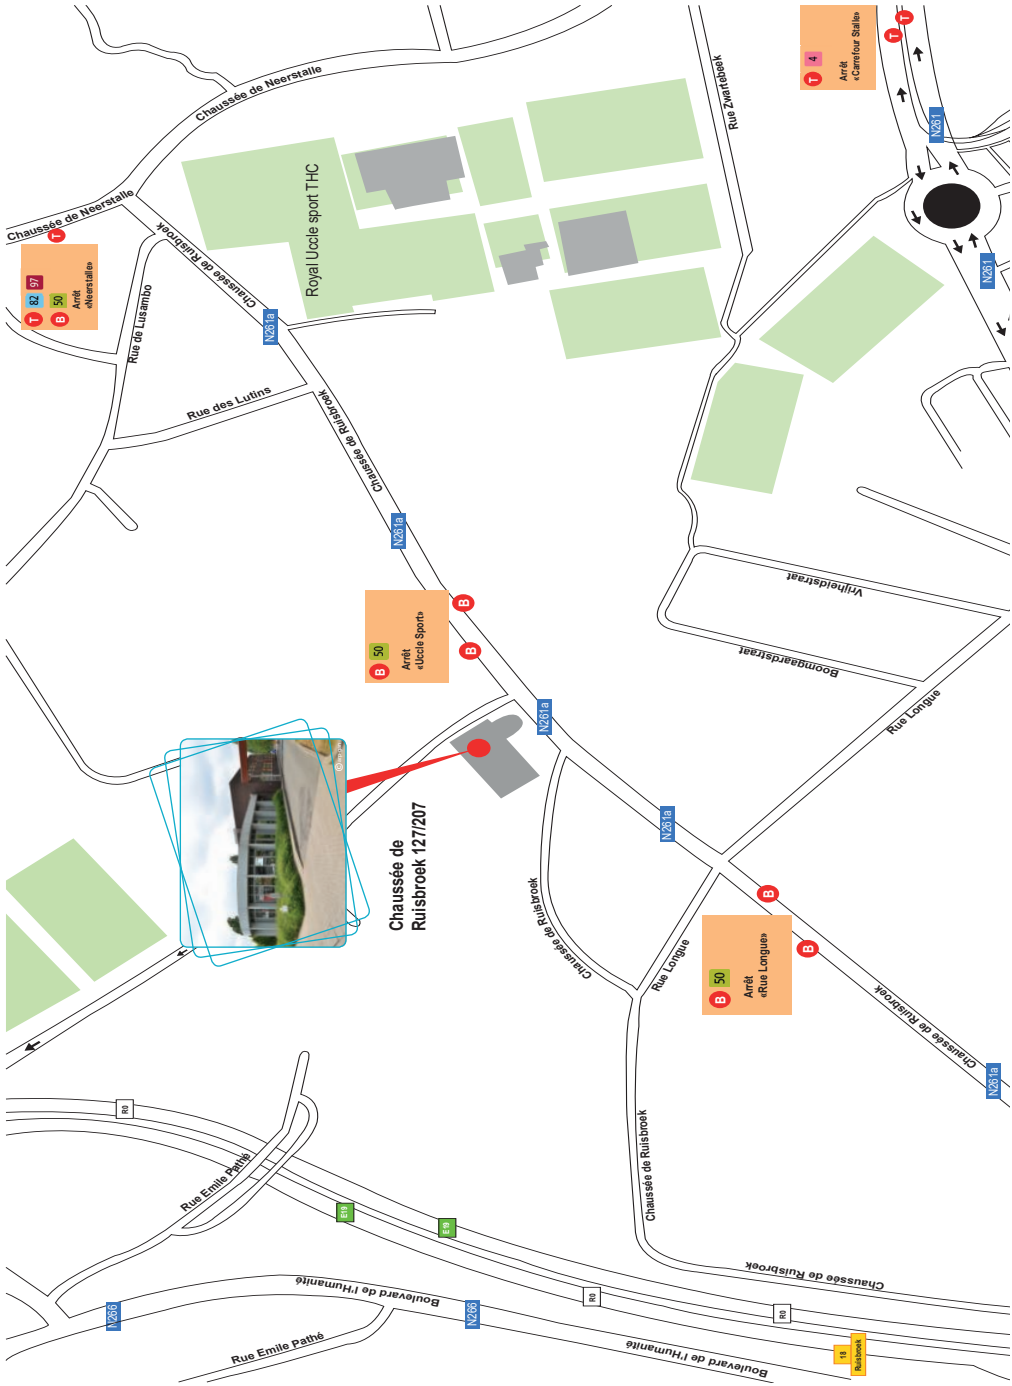 Chaussée de Neerstalle
Chaussée de Neerstalle
T 82 97
B 50
Arrêt
«Neerstalle»
T
Rue de Lusambo
Chaussée de Ruisbroek
N261a
Rue des Lutins
Royal Uccle sport THC
Rue Zwartebeek
T 4
Arrêt
«Carrefour Stalle»
T
T
N261
N261
Chaussée de Ruisbroek
N261a
B 50
Arrêt
«Uccle Sport»
B
B
N261a
Vrijheidstraat
Boomgaardstraat
Rue Longue
Chaussée de
Ruisbroek 127/207
N261a
Chaussée de Ruisbroek
Rue Longue
B 50
Arrêt
«Rue Longue»
B
B
Chaussée de Ruisbroek
N261a
Chaussée de Ruisbroek
Chaussée de Ruisbroek
R0
Rue Emile Pathé
E19
E19
R0
R0
N266
Boulevard de l'Humanité
N266
Rue Emile Pathé
Boulevard de l'Humanité
18
Ruisbroek